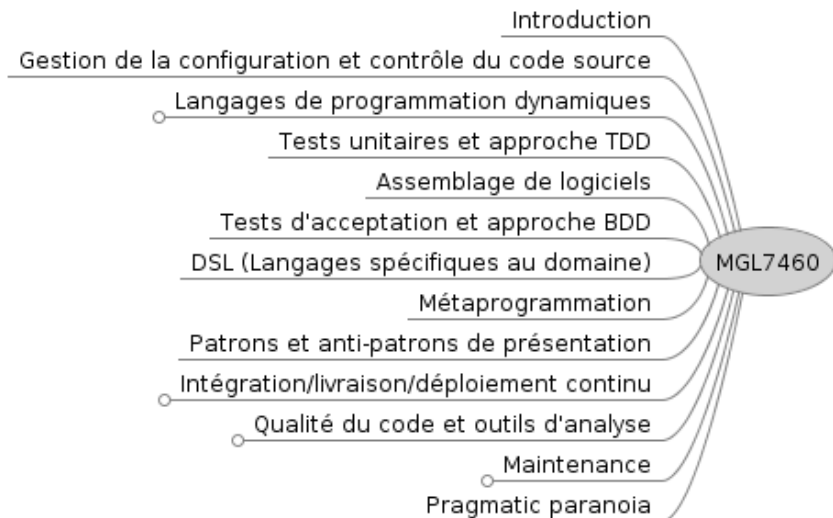 Introduction
Gestion de la configuration et contrôle du code source
Langages de programmation dynamiques
Tests unitaires et approche TDD
Assemblage de logiciels
Tests d'acceptation et approche BDD
DSL (Langages spécifiques au domaine)
MGL7460
Métaprogrammation
Patrons et anti-patrons de présentation
Intégration/livraison/déploiement continu
Qualité du code et outils d'analyse
Maintenance
Pragmatic paranoia